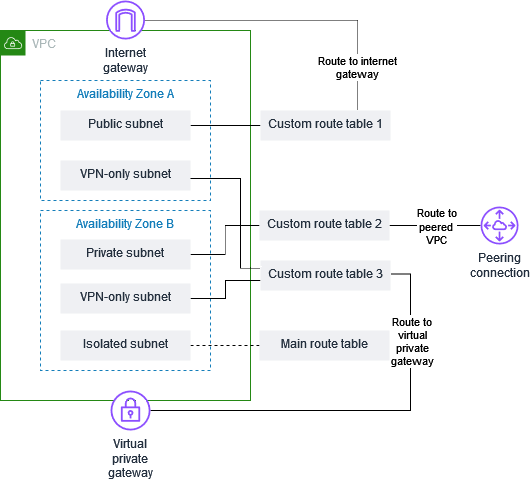 VPC
Internet
gateway
Route to internet
gateway
Availability Zone A
Public subnet
Custom route table 1
VPN-only subnet
Availability Zone B
Custom route table 2
Route to
peered
VPC
Peering
connection
Private subnet
Custom route table 3
VPN-only subnet
Route to
virtual
private
gateway
Isolated subnet
Main route table
Virtual
private
gateway